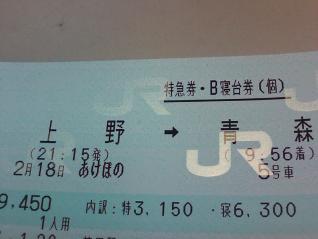 特急券・B寝台券(個)
上野 → 青森
(21:15発) ( 9:56着)
2月18日 あけぼの 5号車
9,450 内訳:特3,150・寝6,300
1人用